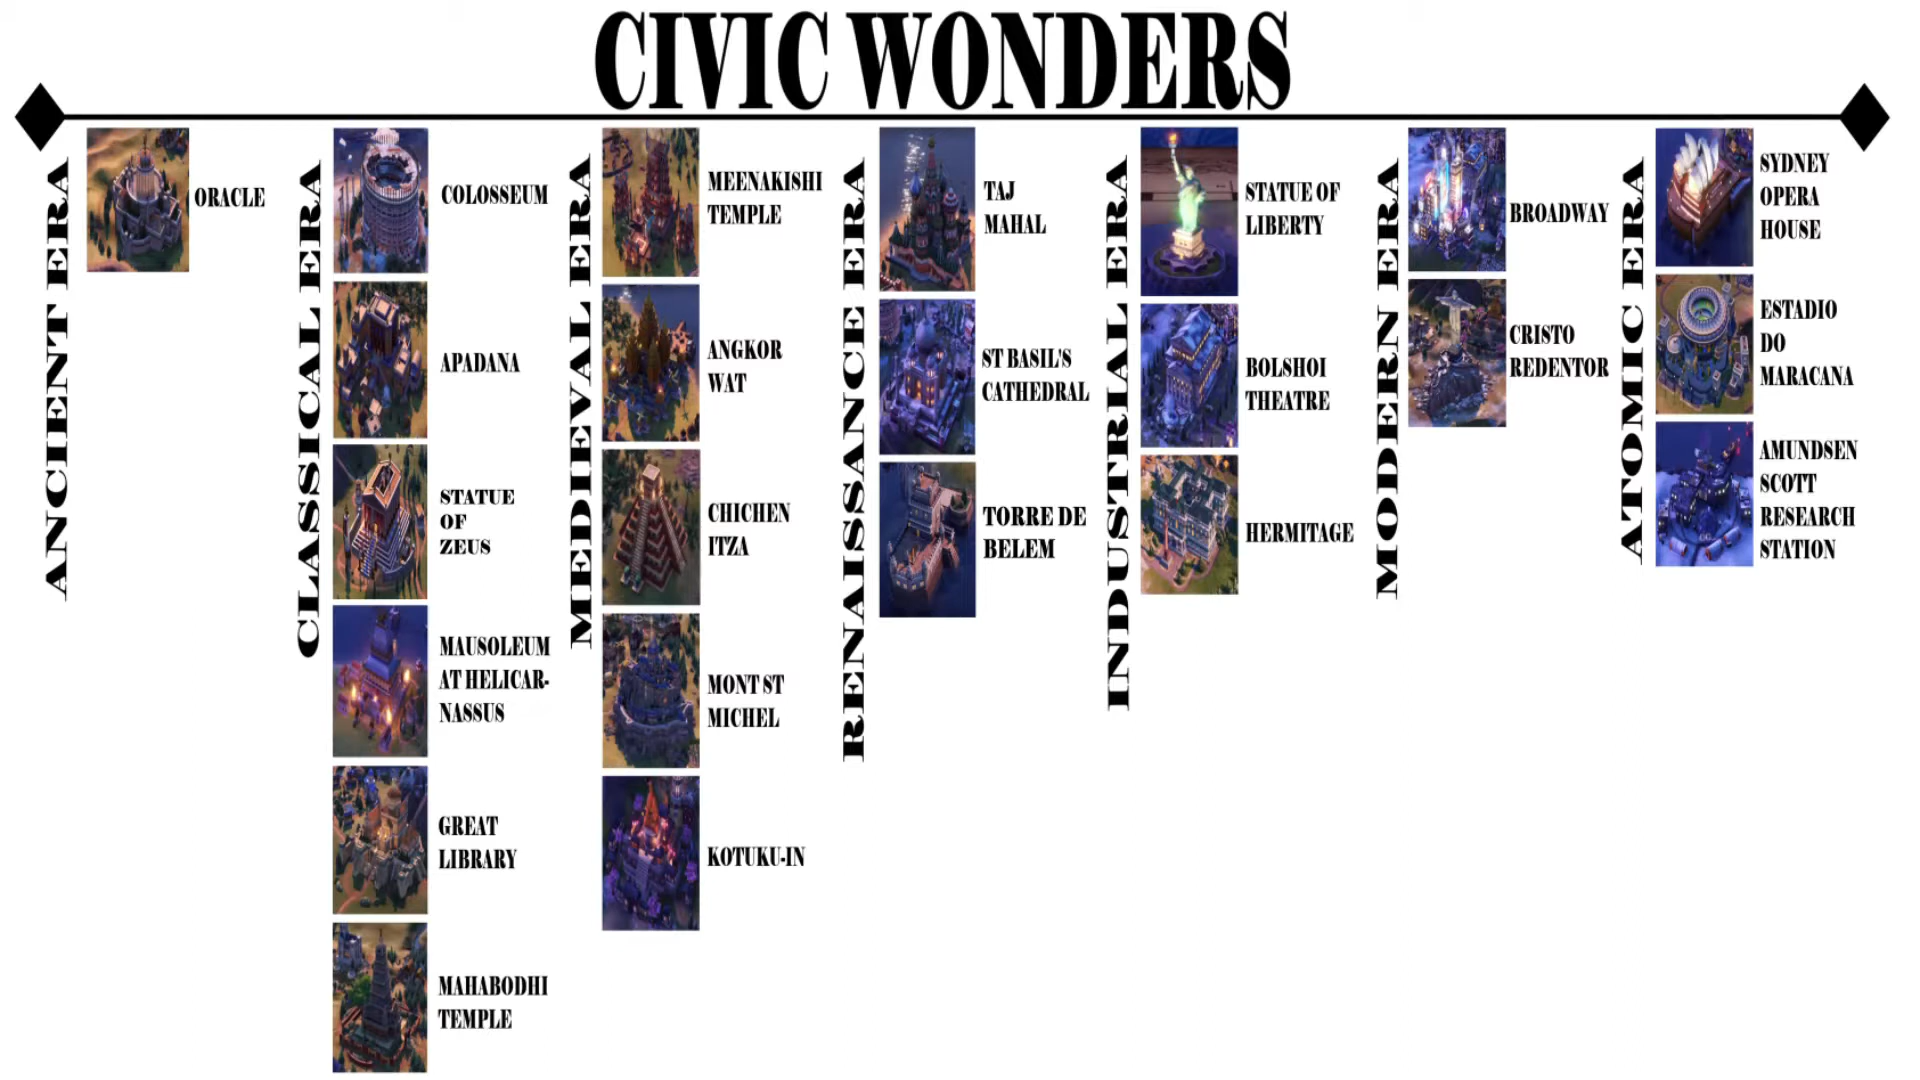 CIVIC WONDERS
ANCIENT ERA
ORACLE
CLASSICAL ERA
COLOSSEUM
APADANA
STATUE
OF
ZEUS
MAUSOLEUM
AT HELICAR-
NASSUS
GREAT
LIBRARY
MAHABODHI
TEMPLE
MEDIEVAL ERA
MEENAKISHI
TEMPLE
ANGKOR
WAT
CHICHEN
ITZA
MONT ST
MICHEL
KOTUKU-IN
RENAISSANCE ERA
TAJ
MAHAL
ST BASIL'S
CATHEDRAL
TORRE DE
BELEM
INDUSTRIAL ERA
STATUE OF
LIBERTY
BOLSHOI
THEATRE
HERMITAGE
MODERN ERA
BROADWAY
CRISTO
REDENTOR
ATOMIC ERA
SYDNEY
OPERA
HOUSE
ESTADIO
DO
MARACANA
AMUNDSEN
SCOTT
RESEARCH
STATION